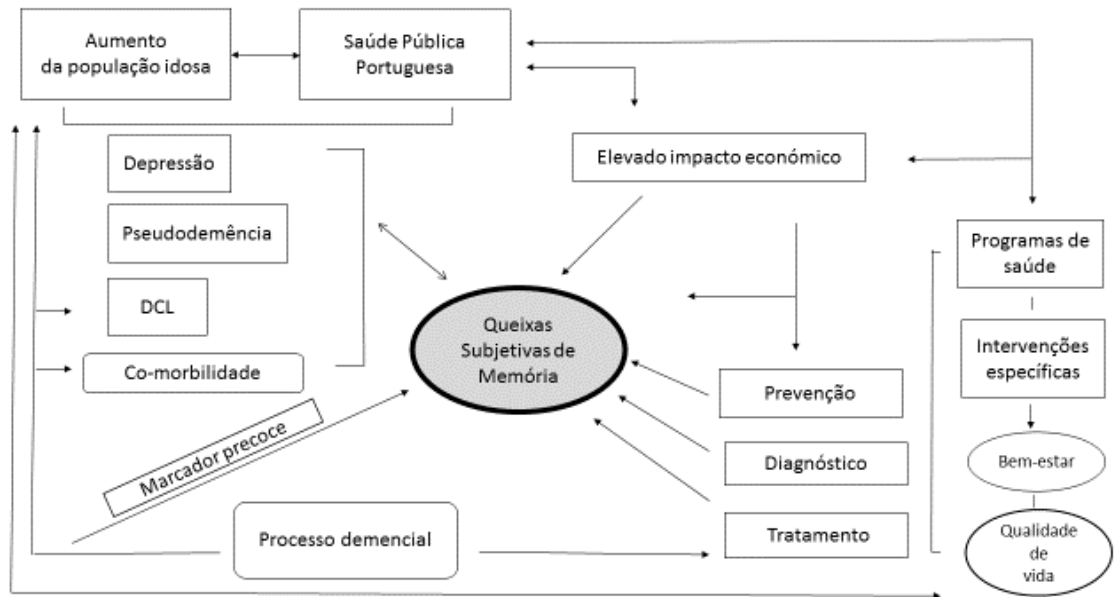 Aumento
da população idosa
Saúde Pública
Portuguesa
Depressão
Elevado impacto económico
Pseudodemência
Programas de
saúde
DCL
Queixas
Subjetivas de
Memória
Intervenções
específicas
Co-morbilidade
Prevenção
Marcador precoce
Diagnóstico
Bem-estar
Processo demencial
Tratamento
Qualidade
de
vida